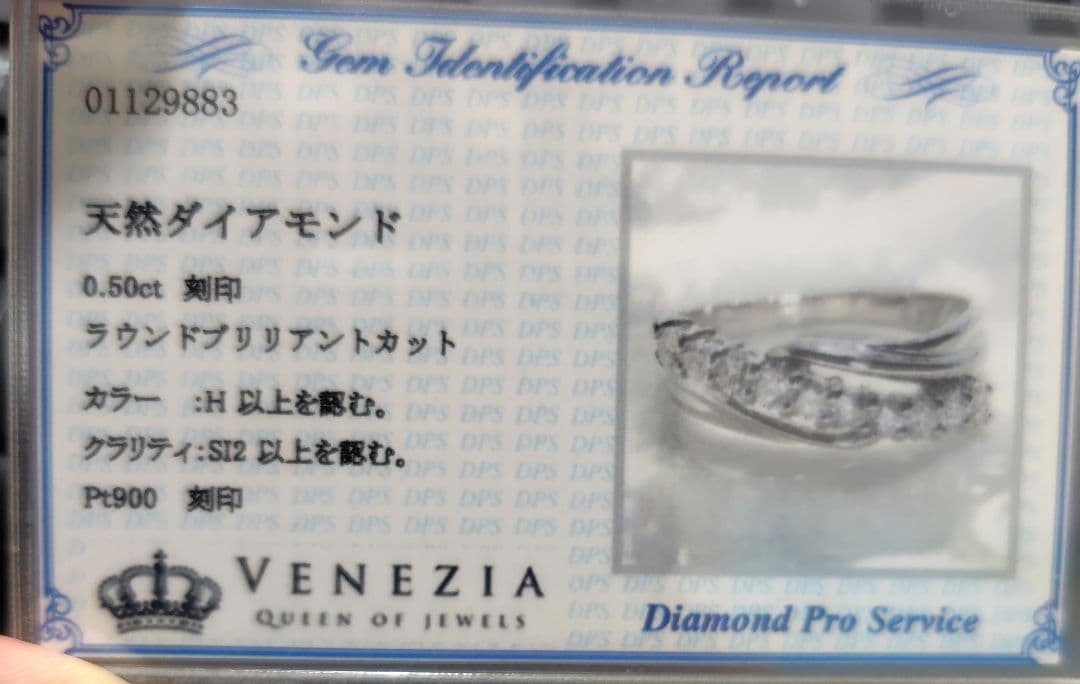 Gem Identification Report
01129883
天然ダイアモンド
0.50ct 刻印
ラウンドブリリアントカット
カラー :H 以上を認む。
クラリティ:SI2 以上を認む。
Pt900 刻印
VENEZIA
QUEEN OF JEWELS
Diamond Pro Service
DPS